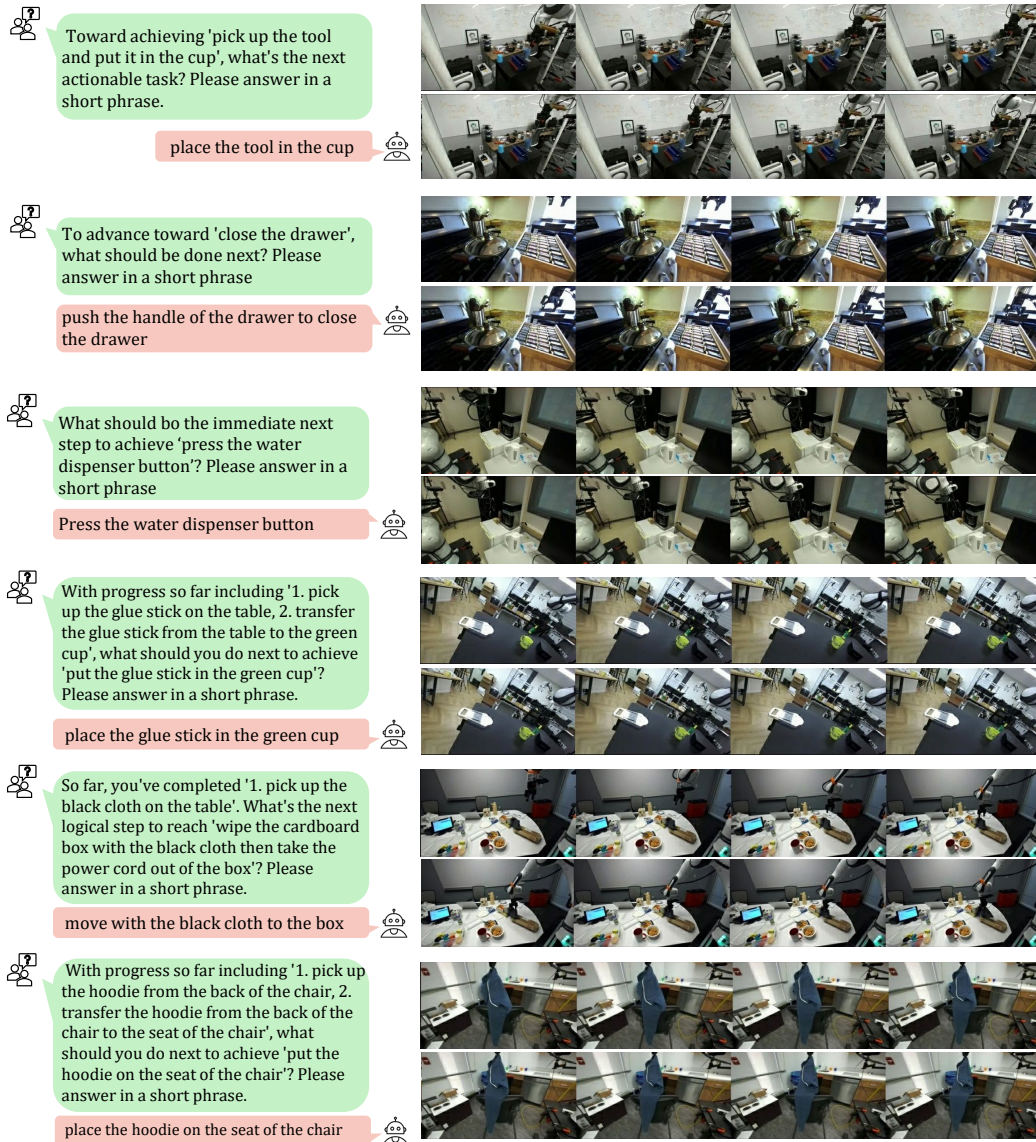 Toward achieving 'pick up the tool
and put it in the cup', what's the next
actionable task? Please answer in a
short phrase.
place the tool in the cup
To advance toward 'close the drawer',
what should be done next? Please
answer in a short phrase
push the handle of the drawer to close
the drawer
What should bo the immediate next
step to achieve ‘press the water
dispenser button’? Please answer in a
short phrase
Press the water dispenser button
With progress so far including '1. pick
up the glue stick on the table, 2. transfer
the glue stick from the table to the green
cup', what should you do next to achieve
'put the glue stick in the green cup'?
Please answer in a short phrase.
place the glue stick in the green cup
So far, you've completed '1. pick up the
black cloth on the table'. What's the next
logical step to reach 'wipe the cardboard
box with the black cloth then take the
power cord out of the box'? Please
answer in a short phrase.
move with the black cloth to the box
With progress so far including '1. pick up
the hoodie from the back of the chair, 2.
transfer the hoodie from the back of the
chair to the seat of the chair', what
should you do next to achieve 'put the
hoodie on the seat of the chair'? Please
answer in a short phrase.
place the hoodie on the seat of the chair